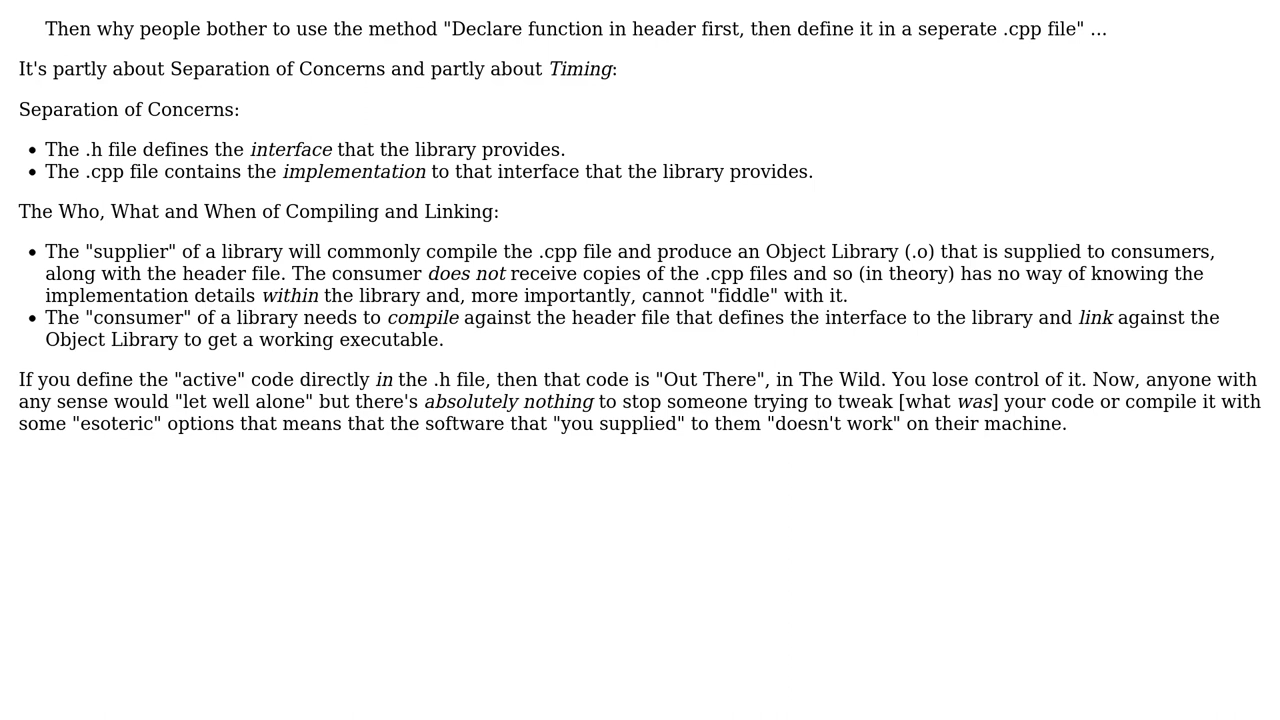 Then why people bother to use the method "Declare function in header first, then define it in a seperate .cpp file" ...
It's partly about Separation of Concerns and partly about Timing:
Separation of Concerns:
• The .h file defines the interface that the library provides.
• The .cpp file contains the implementation to that interface that the library provides.
The Who, What and When of Compiling and Linking:
• The "supplier" of a library will commonly compile the .cpp file and produce an Object Library (.o) that is supplied to consumers,
along with the header file. The consumer does not receive copies of the .cpp files and so (in theory) has no way of knowing the
implementation details within the library and, more importantly, cannot "fiddle" with it.
• The "consumer" of a library needs to compile against the header file that defines the interface to the library and link against the
Object Library to get a working executable.
If you define the "active" code directly in the .h file, then that code is "Out There", in The Wild. You lose control of it. Now, anyone with
any sense would "let well alone" but there's absolutely nothing to stop someone trying to tweak [what was] your code or compile it with
some "esoteric" options that means that the software that "you supplied" to them "doesn't work" on their machine.